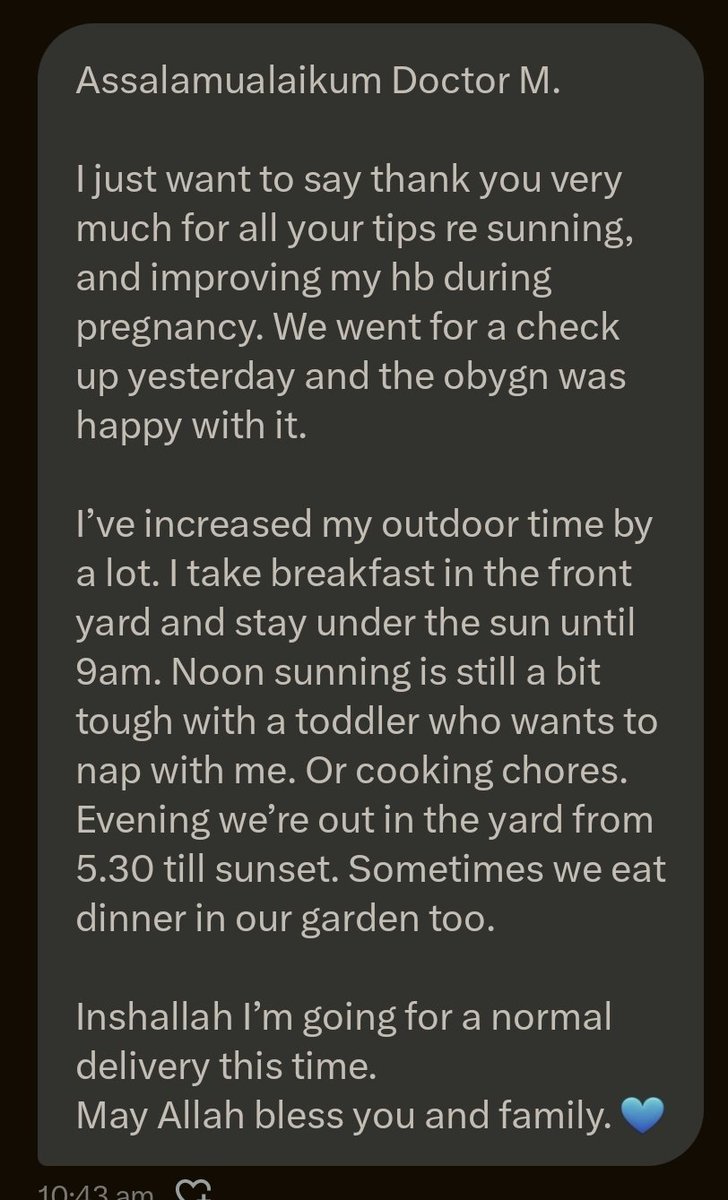 Assalamualaikum Doctor M.
I just want to say thank you very
much for all your tips re sunning,
and improving my hb during
pregnancy. We went for a check
up yesterday and the obygn was
happy with it.
I’ve increased my outdoor time by
a lot. I take breakfast in the front
yard and stay under the sun until
9am. Noon sunning is still a bit
tough with a toddler who wants to
nap with me. Or cooking chores.
Evening we’re out in the yard from
5.30 till sunset. Sometimes we eat
dinner in our garden too.
Inshallah I’m going for a normal
delivery this time.
May Allah bless you and family. 💙
10:43 am